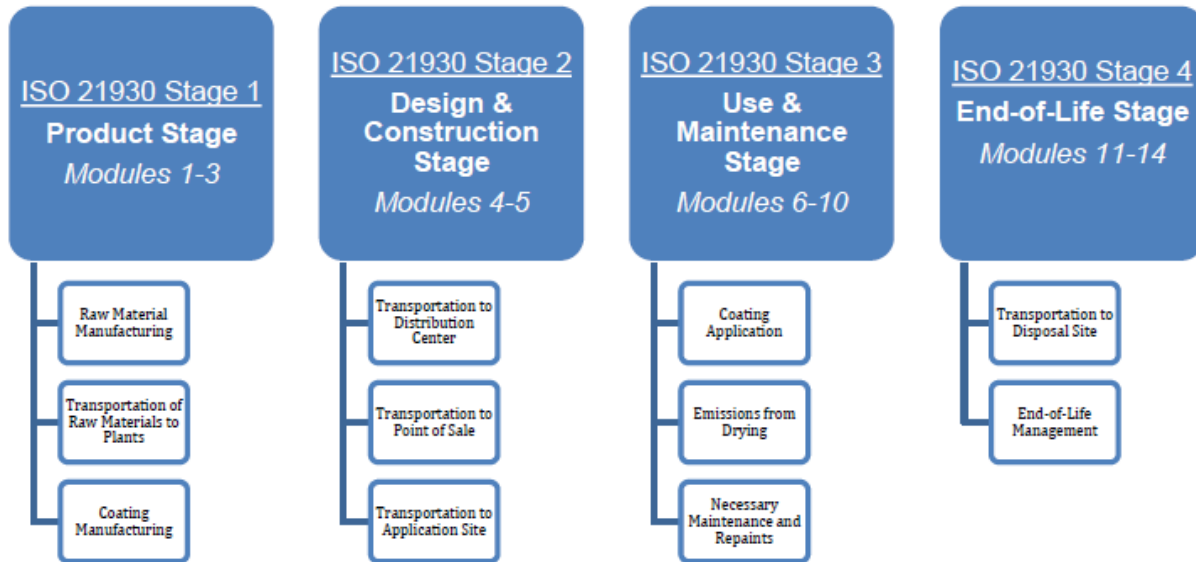 ISO 21930 Stage 1
Product Stage
Modules 1-3
Raw Material
Manufacturing
Transportation of
Raw Materials to
Plants
Coating
Manufacturing
ISO 21930 Stage 2
Design &
Construction
Stage
Modules 4-5
Transportation to
Distribution
Center
Transportation to
Point of Sale
Transportation to
Application Site
ISO 21930 Stage 3
Use &
Maintenance
Stage
Modules 6-10
Coating
Application
Emissions from
Drying
Necessary
Maintenance and
Repaints
ISO 21930 Stage 4
End-of-Life Stage
Modules 11-14
Transportation to
Disposal Site
End-of-Life
Management